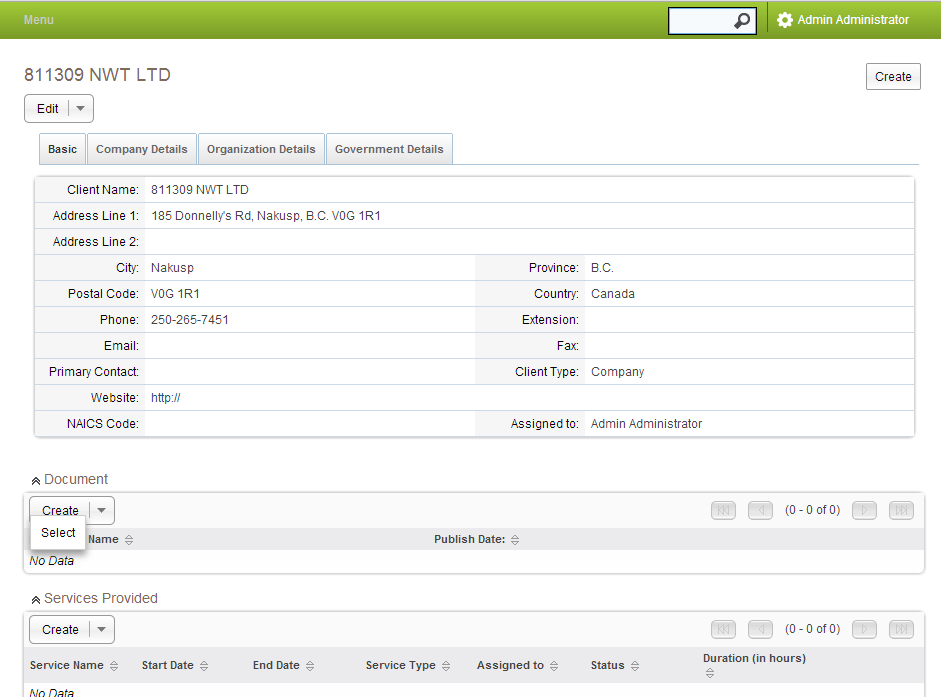 Menu Admin Administrator
811309 NWT LTD
Create
Edit
Basic Company Details Organization Details Government Details
Client Name: 811309 NWT LTD
Address Line 1: 185 Donnelly's Rd, Nakusp, B.C. V0G 1R1
Address Line 2:
City: Nakusp Province: B.C.
Postal Code: V0G 1R1 Country: Canada
Phone: 250-265-7451 Extension:
Email: Fax:
Primary Contact: Client Type: Company
Website: http://
NAICS Code: Assigned to: Admin Administrator
Document
Create (0 - 0 of 0)
Select
Name Publish Date:
No Data
Services Provided
Create (0 - 0 of 0)
Service Name Start Date End Date Service Type Assigned to Status Duration (in hours)
No Data